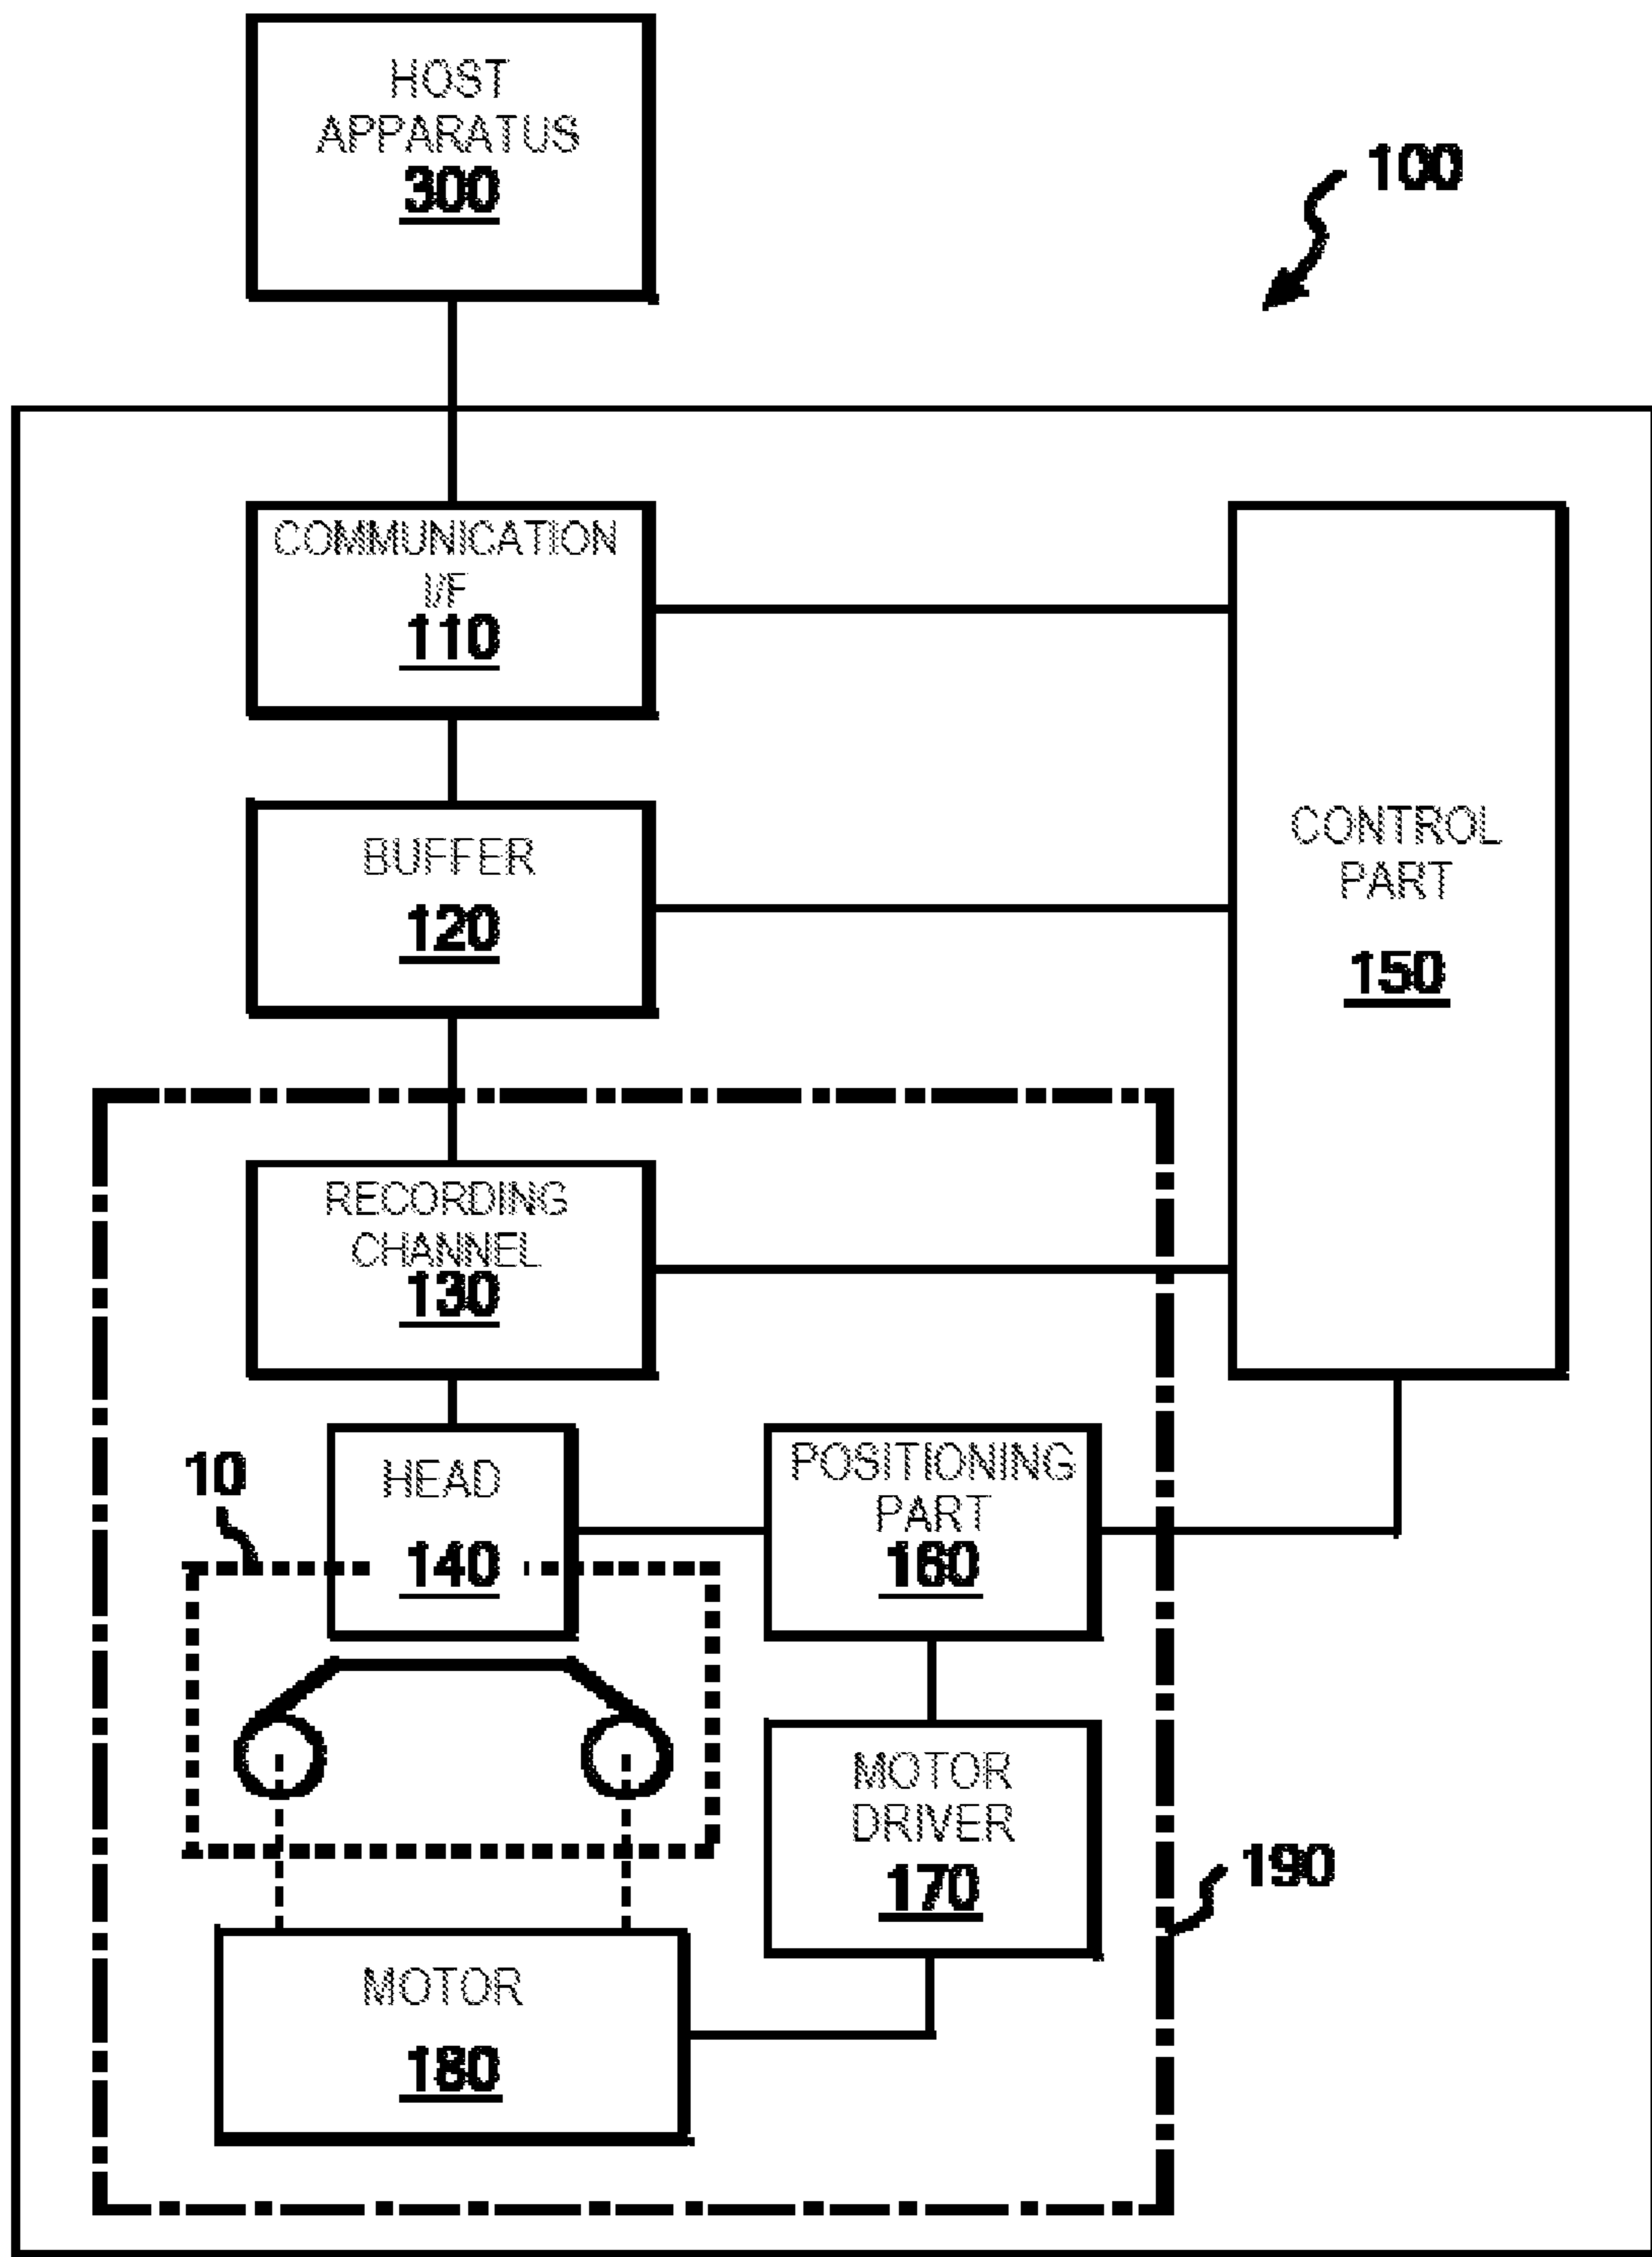 HOST
APPARATUS
300
100
COMMUNICATION
I/F
110
BUFFER
120
CONTROL
PART
150
RECORDING
CHANNEL
130
10
HEAD
140
POSITIONING
PART
160
MOTOR
DRIVER
170
190
MOTOR
180